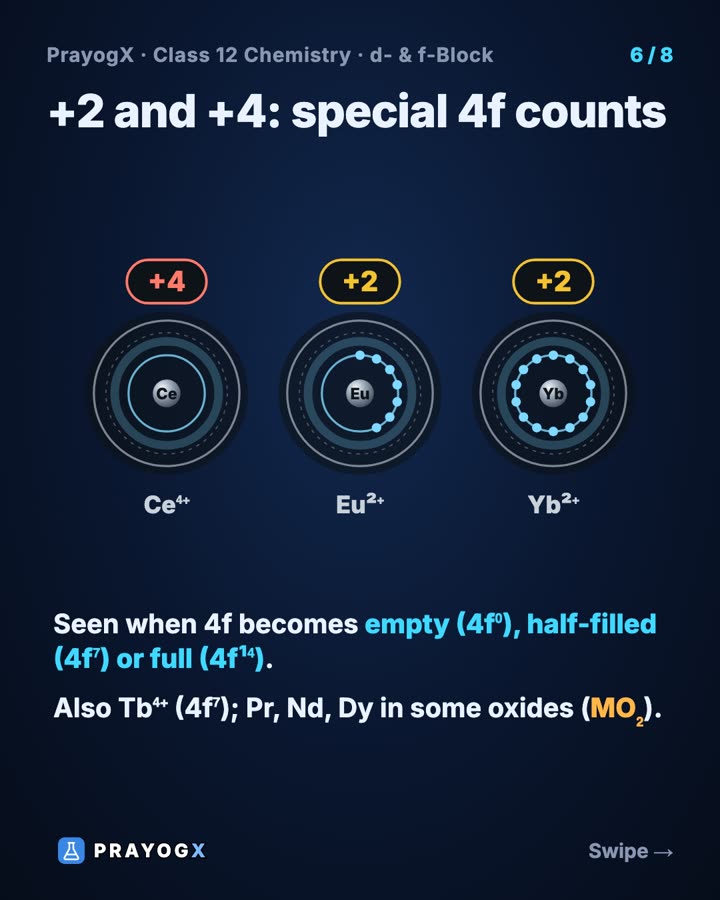 PrayogX · Class 12 Chemistry · d- & f-Block
6 / 8
+2 and +4: special 4f counts
+4
+2
+2
Ce
Eu
Yb
Ce⁴⁺
Eu²⁺
Yb²⁺
Seen when 4f becomes empty (4f⁰), half-filled
(4f⁷) or full (4f¹⁴).
Also Tb⁴⁺ (4f⁷); Pr, Nd, Dy in some oxides (MO₂).
PRAYOGX
Swipe →